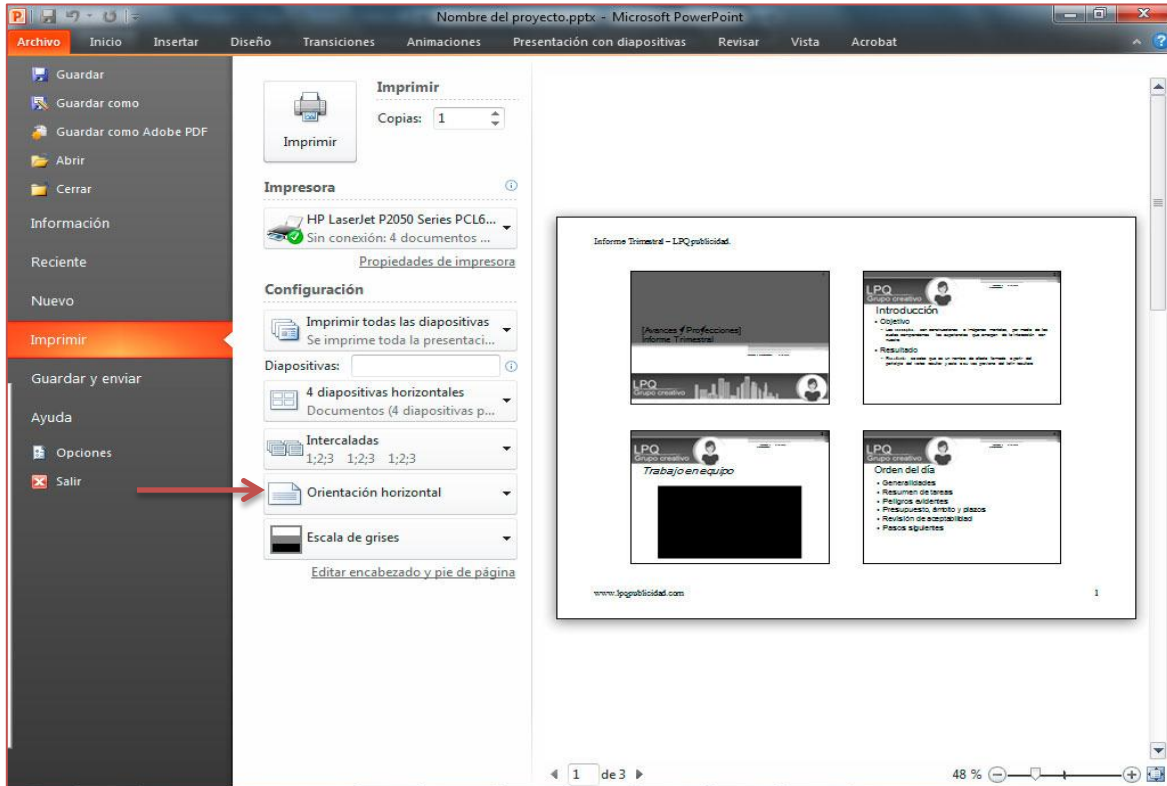 Nombre del proyecto.pptx - Microsoft PowerPoint
Archivo Inicio Insertar Diseño Transiciones Animaciones Presentación con diapositivas Revisar Vista Acrobat
Guardar
Guardar como
Guardar como Adobe PDF
Abrir
Cerrar
Información
Reciente
Nuevo
Imprimir
Guardar y enviar
Ayuda
Opciones
Salir
Imprimir
Imprimir
Copias: 1
Impresora
HP LaserJet P2050 Series PCL6...
Sin conexión: 4 documentos ...
Propiedades de impresora
Configuración
Imprimir todas las diapositivas
Se imprime toda la presentaci...
Diapositivas:
4 diapositivas horizontales
Documentos (4 diapositivas p...
Intercaladas
1;2;3 1;2;3 1;2;3
Orientación horizontal
Escala de grises
Editar encabezado y pie de página
Informe Trimestral – LPQ publicidad.
[Avances y Proyecciones]
Informe Trimestral
LPQ
Grupo creativo
LPQ
Grupo creativo
Introducción
• Objetivo
• Resultado
LPQ
Grupo creativo
Trabajo en equipo
LPQ
Grupo creativo
Orden del día
• Generalidades
• Resumen de tareas
• Peligros evidentes
• Presupuesto, ámbito y plazos
• Revisión de aceptabilidad
• Pasos siguientes
www.lpqpublicidad.com 1
1 de 3
48 %